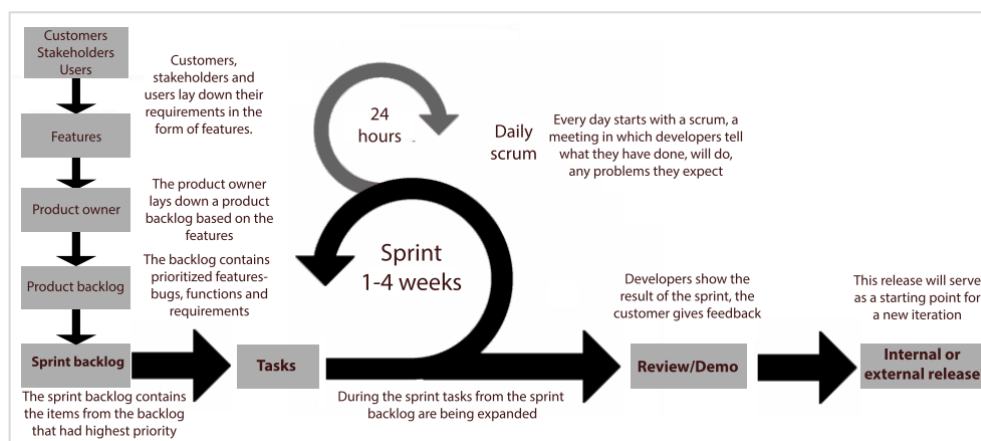 Customers
Stakeholders
Users
Customers,
stakeholders and
users lay down their
requirements in the
form of features.
Features
Product owner
The product owner
lays down a product
backlog based on the
features
Product backlog
The backlog contains
prioritized features-
bugs, functions and
requirements
Sprint backlog
The sprint backlog contains
the items from the backlog
that had highest priority
Tasks
24
hours
Daily
scrum
Every day starts with a scrum, a
meeting in which developers tell
what they have done, will do,
any problems they expect
Sprint
1-4 weeks
During the sprint tasks from the sprint
backlog are being expanded
Developers show the
result of the sprint, the
customer gives feedback
Review/Demo
This release will serve
as a starting point for
a new iteration
Internal or
external release